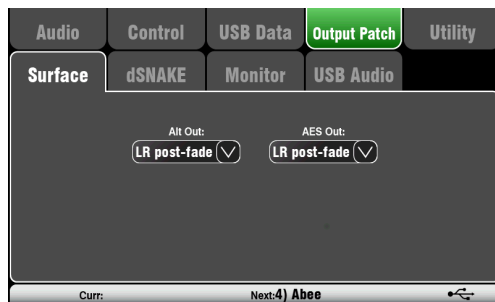 Audio Control USB Data Output Patch Utility
Surface dSNAKE Monitor USB Audio
Alt Out: AES Out:
LR post-fade LR post-fade
Curr: Next:4) Abee